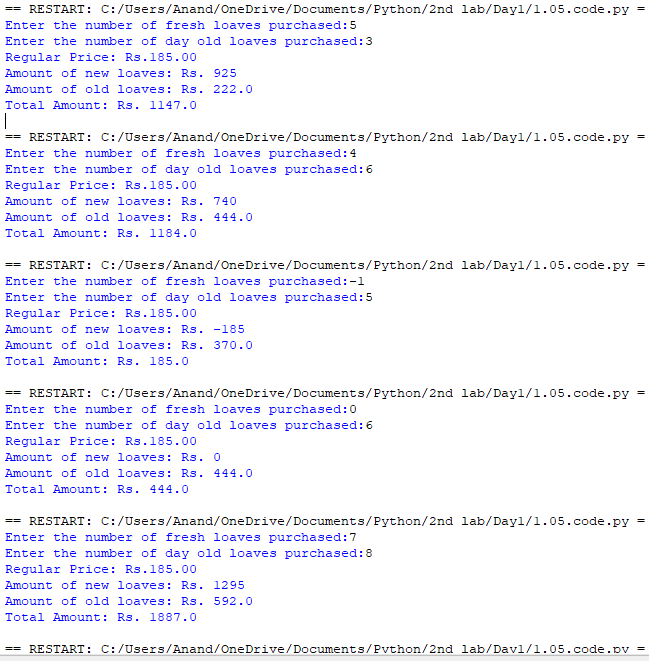 == RESTART: C:/Users/Anand/OneDrive/Documents/Python/2nd lab/Day1/1.05.code.py =
Enter the number of fresh loaves purchased:5
Enter the number of day old loaves purchased:3
Regular Price: Rs.185.00
Amount of new loaves: Rs. 925
Amount of old loaves: Rs. 222.0
Total Amount: Rs. 1147.0
== RESTART: C:/Users/Anand/OneDrive/Documents/Python/2nd lab/Day1/1.05.code.py =
Enter the number of fresh loaves purchased:4
Enter the number of day old loaves purchased:6
Regular Price: Rs.185.00
Amount of new loaves: Rs. 740
Amount of old loaves: Rs. 444.0
Total Amount: Rs. 1184.0
== RESTART: C:/Users/Anand/OneDrive/Documents/Python/2nd lab/Day1/1.05.code.py =
Enter the number of fresh loaves purchased:-1
Enter the number of day old loaves purchased:5
Regular Price: Rs.185.00
Amount of new loaves: Rs. -185
Amount of old loaves: Rs. 370.0
Total Amount: Rs. 185.0
== RESTART: C:/Users/Anand/OneDrive/Documents/Python/2nd lab/Day1/1.05.code.py =
Enter the number of fresh loaves purchased:0
Enter the number of day old loaves purchased:6
Regular Price: Rs.185.00
Amount of new loaves: Rs. 0
Amount of old loaves: Rs. 444.0
Total Amount: Rs. 444.0
== RESTART: C:/Users/Anand/OneDrive/Documents/Python/2nd lab/Day1/1.05.code.py =
Enter the number of fresh loaves purchased:7
Enter the number of day old loaves purchased:8
Regular Price: Rs.185.00
Amount of new loaves: Rs. 1295
Amount of old loaves: Rs. 592.0
Total Amount: Rs. 1887.0
== RESTART: C:/Users/Anand/OneDrive/Documents/Python/2nd lab/Day1/1.05.code.py =